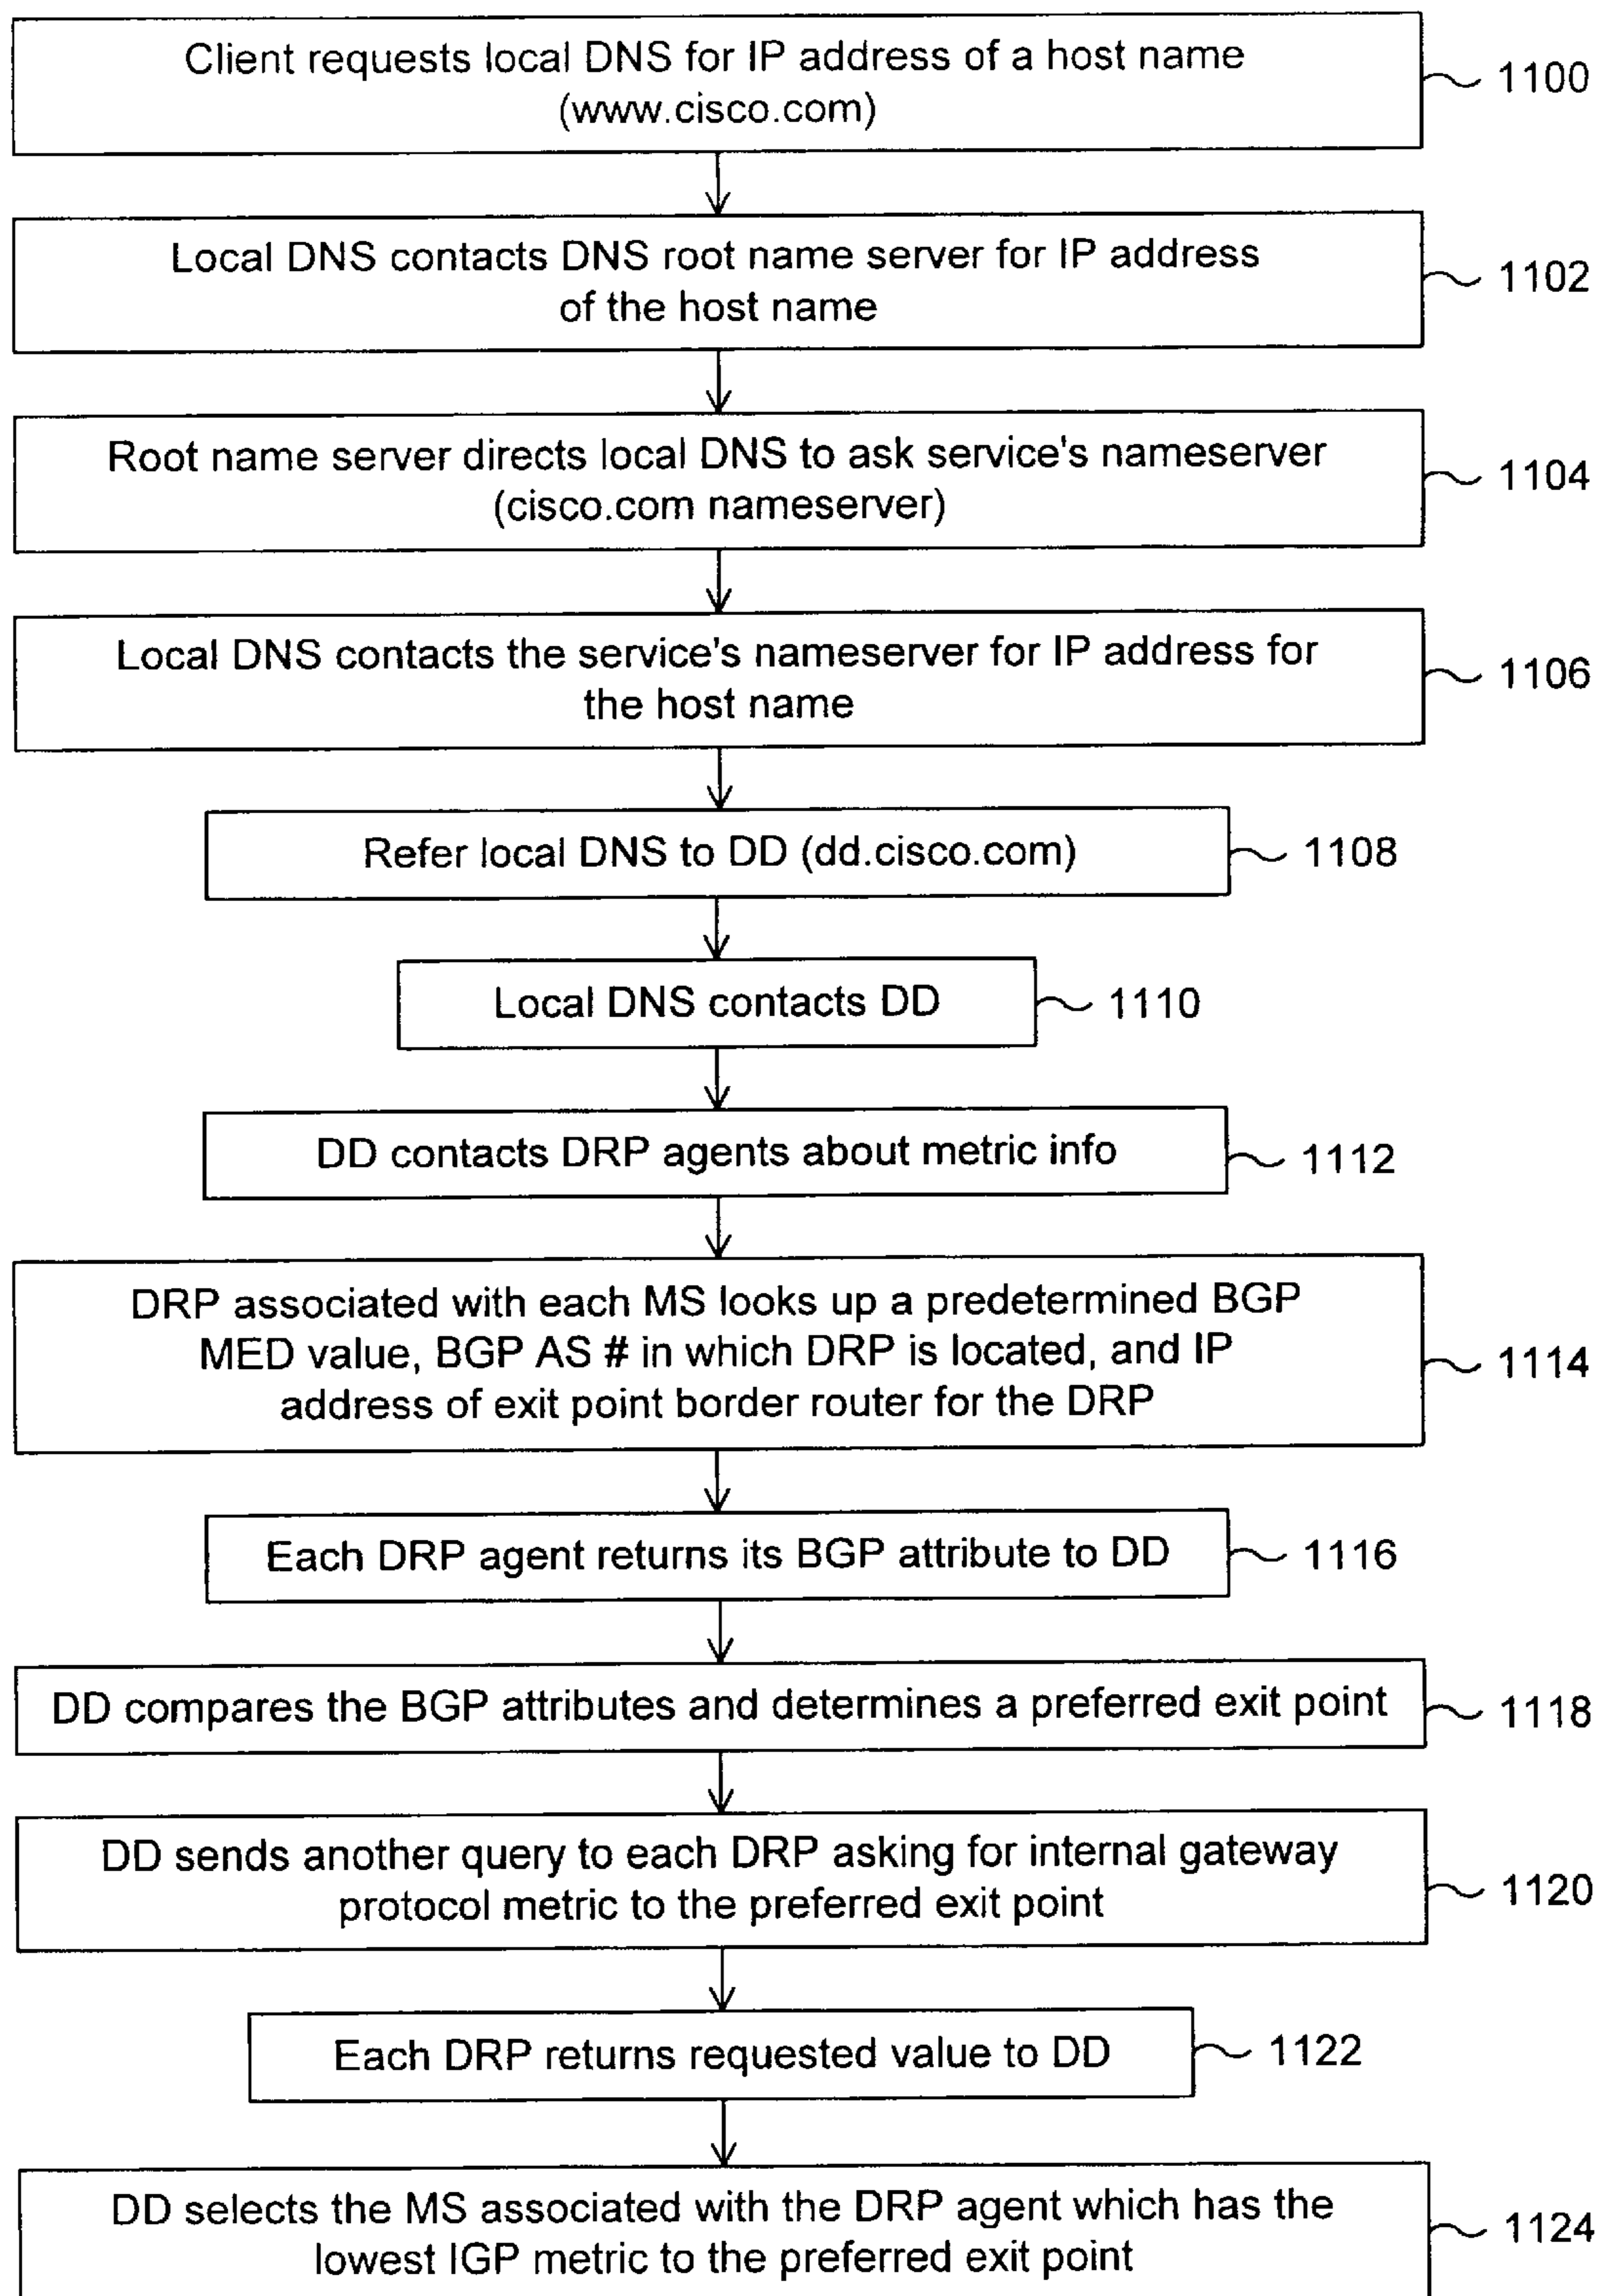 Client requests local DNS for IP address of a host name
(www.cisco.com)
1100
Local DNS contacts DNS root name server for IP address
of the host name
1102
Root name server directs local DNS to ask service's nameserver
(cisco.com nameserver)
1104
Local DNS contacts the service's nameserver for IP address for
the host name
1106
Refer local DNS to DD (dd.cisco.com)
1108
Local DNS contacts DD
1110
DD contacts DRP agents about metric info
1112
DRP associated with each MS looks up a predetermined BGP
MED value, BGP AS # in which DRP is located, and IP
address of exit point border router for the DRP
1114
Each DRP agent returns its BGP attribute to DD
1116
DD compares the BGP attributes and determines a preferred exit point
1118
DD sends another query to each DRP asking for internal gateway
protocol metric to the preferred exit point
1120
Each DRP returns requested value to DD
1122
DD selects the MS associated with the DRP agent which has the
lowest IGP metric to the preferred exit point
1124